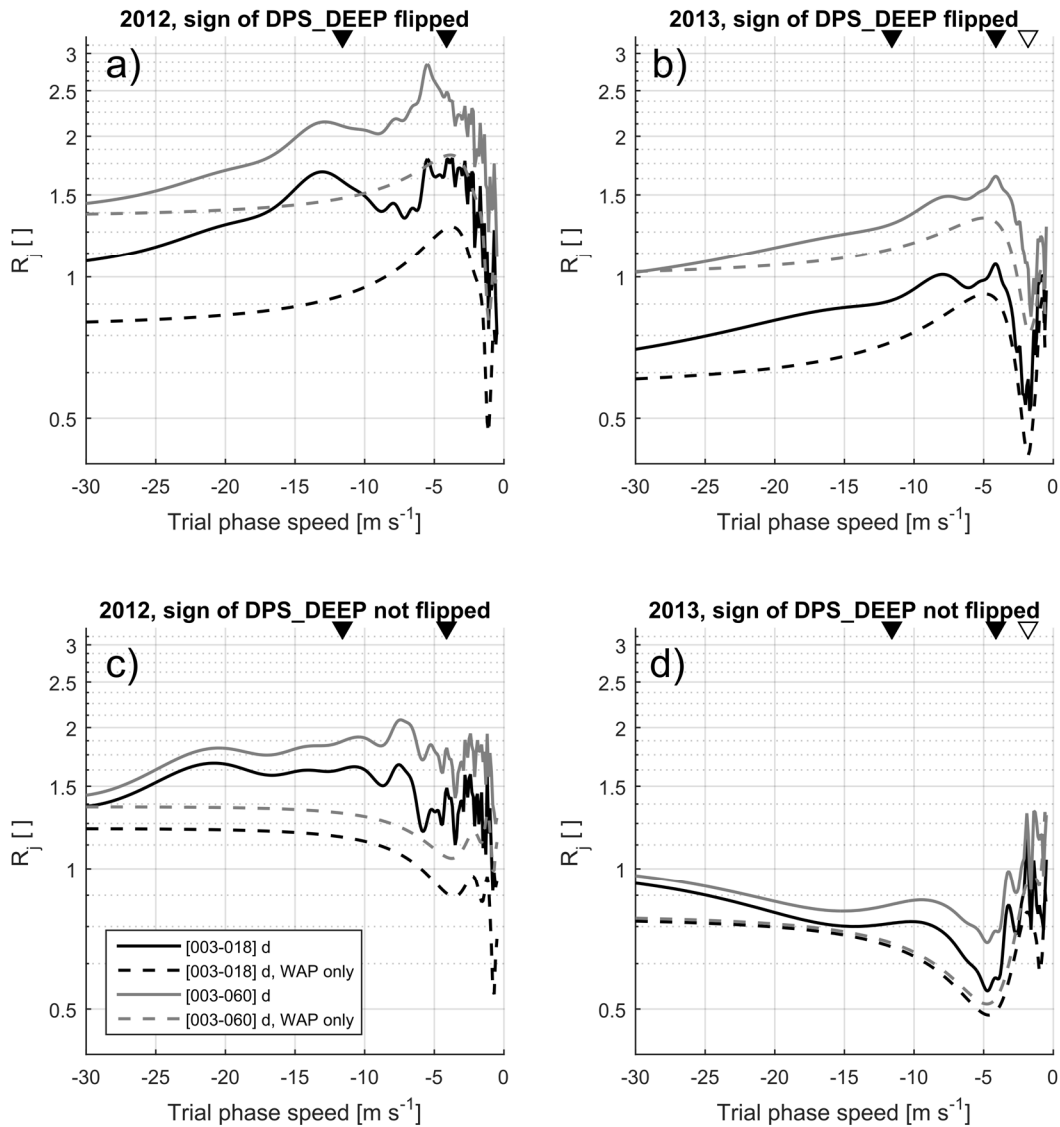 2012, sign of DPS_DEEP flipped
a)
3
2.5
2
1.5
1
0.5
R_j [ ]
-30 -25 -20 -15 -10 -5 0
Trial phase speed [m s⁻¹]
2013, sign of DPS_DEEP flipped
b)
3
2.5
2
1.5
1
0.5
R_j [ ]
-30 -25 -20 -15 -10 -5 0
Trial phase speed [m s⁻¹]
2012, sign of DPS_DEEP not flipped
c)
3
2.5
2
1.5
1
0.5
R_j [ ]
[003-018] d
[003-018] d, WAP only
[003-060] d
[003-060] d, WAP only
-30 -25 -20 -15 -10 -5 0
Trial phase speed [m s⁻¹]
2013, sign of DPS_DEEP not flipped
d)
3
2.5
2
1.5
1
0.5
R_j [ ]
-30 -25 -20 -15 -10 -5 0
Trial phase speed [m s⁻¹]